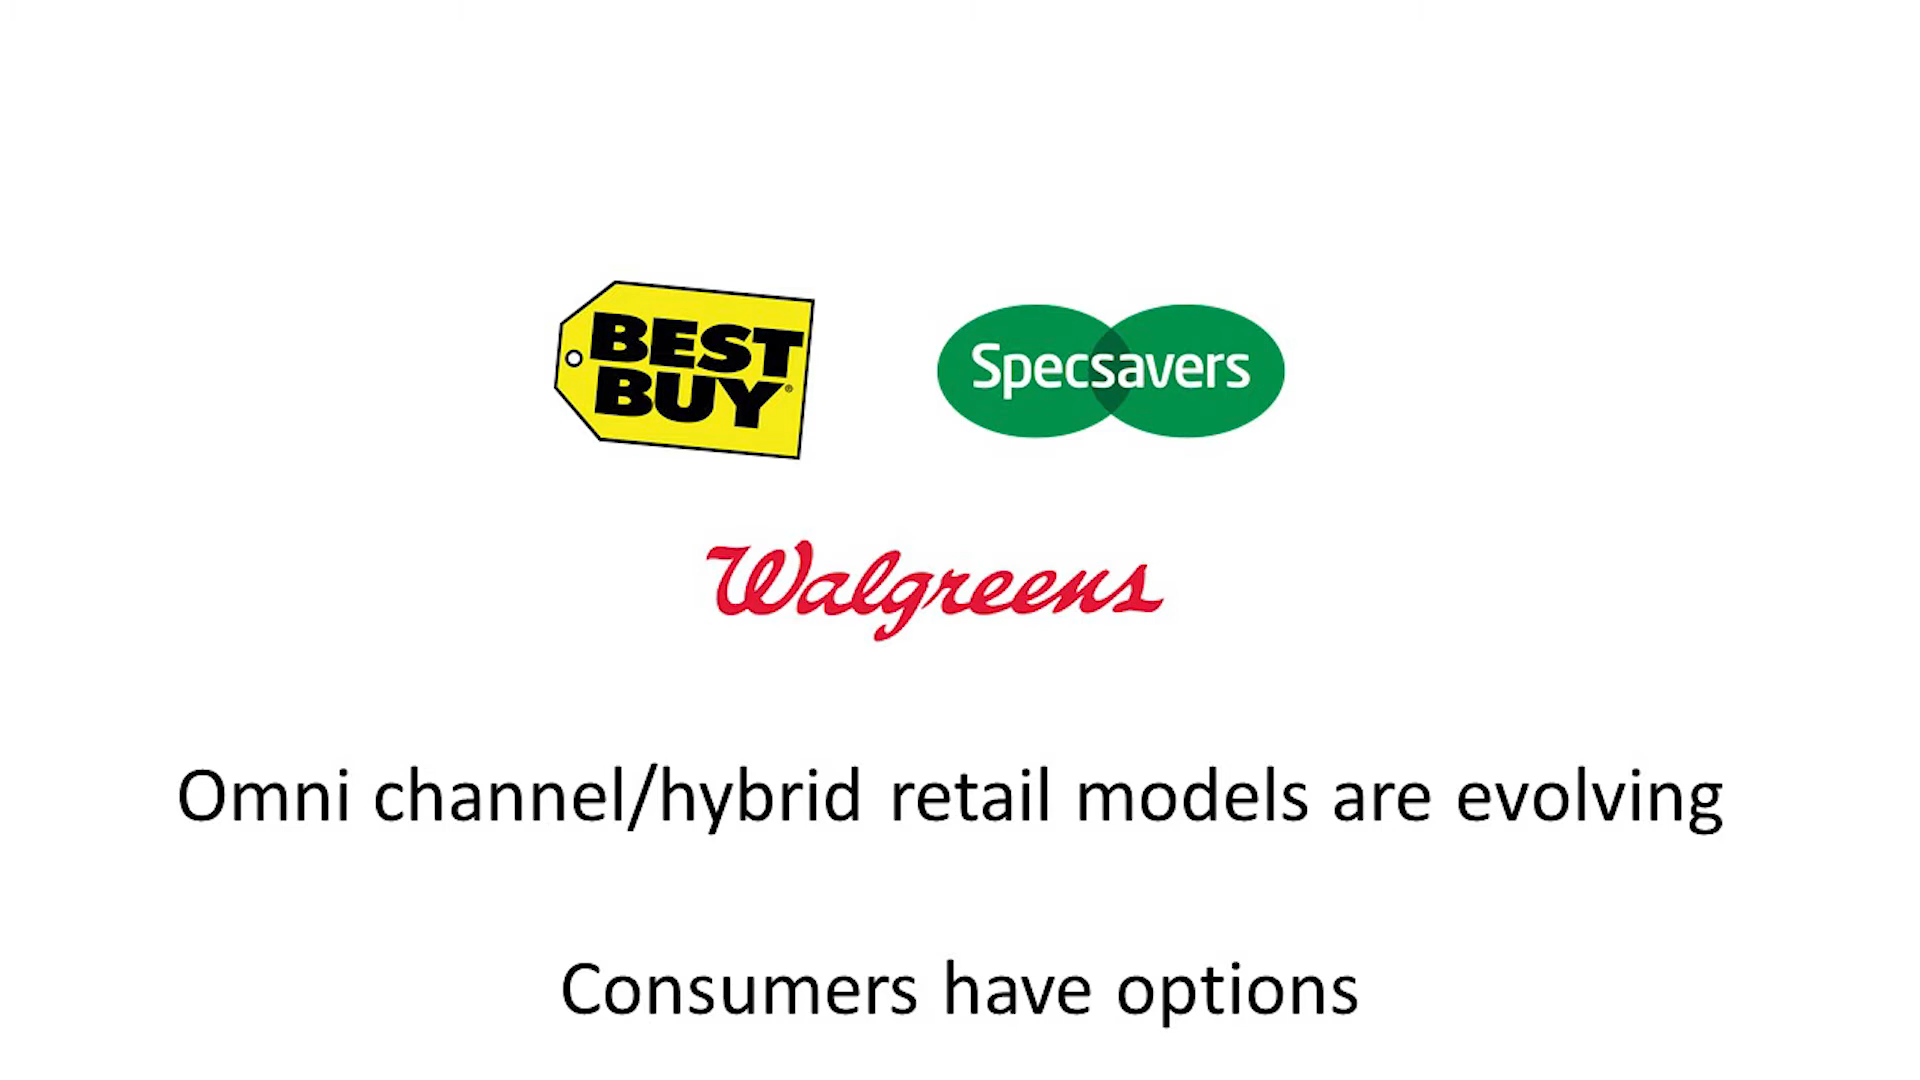 BEST
BUY
Specsavers
Walgreens
Omni channel/hybrid retail models are evolving
Consumers have options